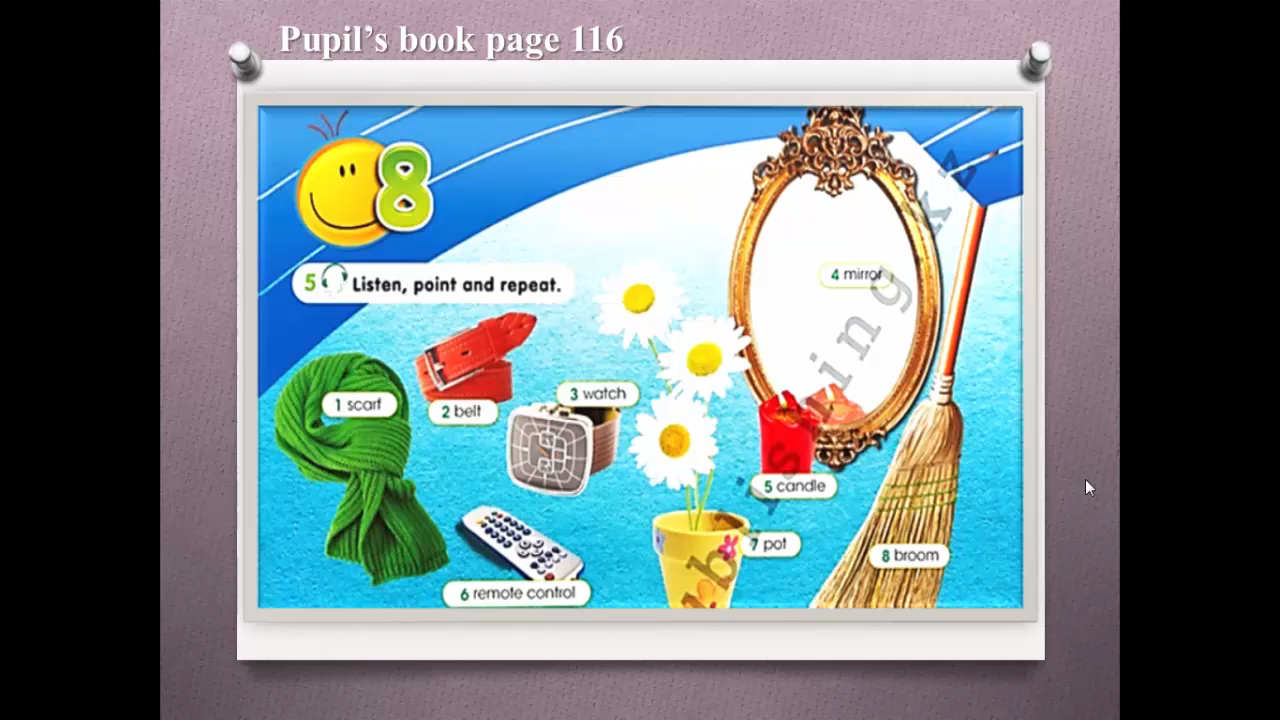 Pupil's book page 116
8
5 Listen, point and repeat.
4 mirror
3 watch
1 scarf
2 belt
5 candle
7 pot
8 broom
6 remote control